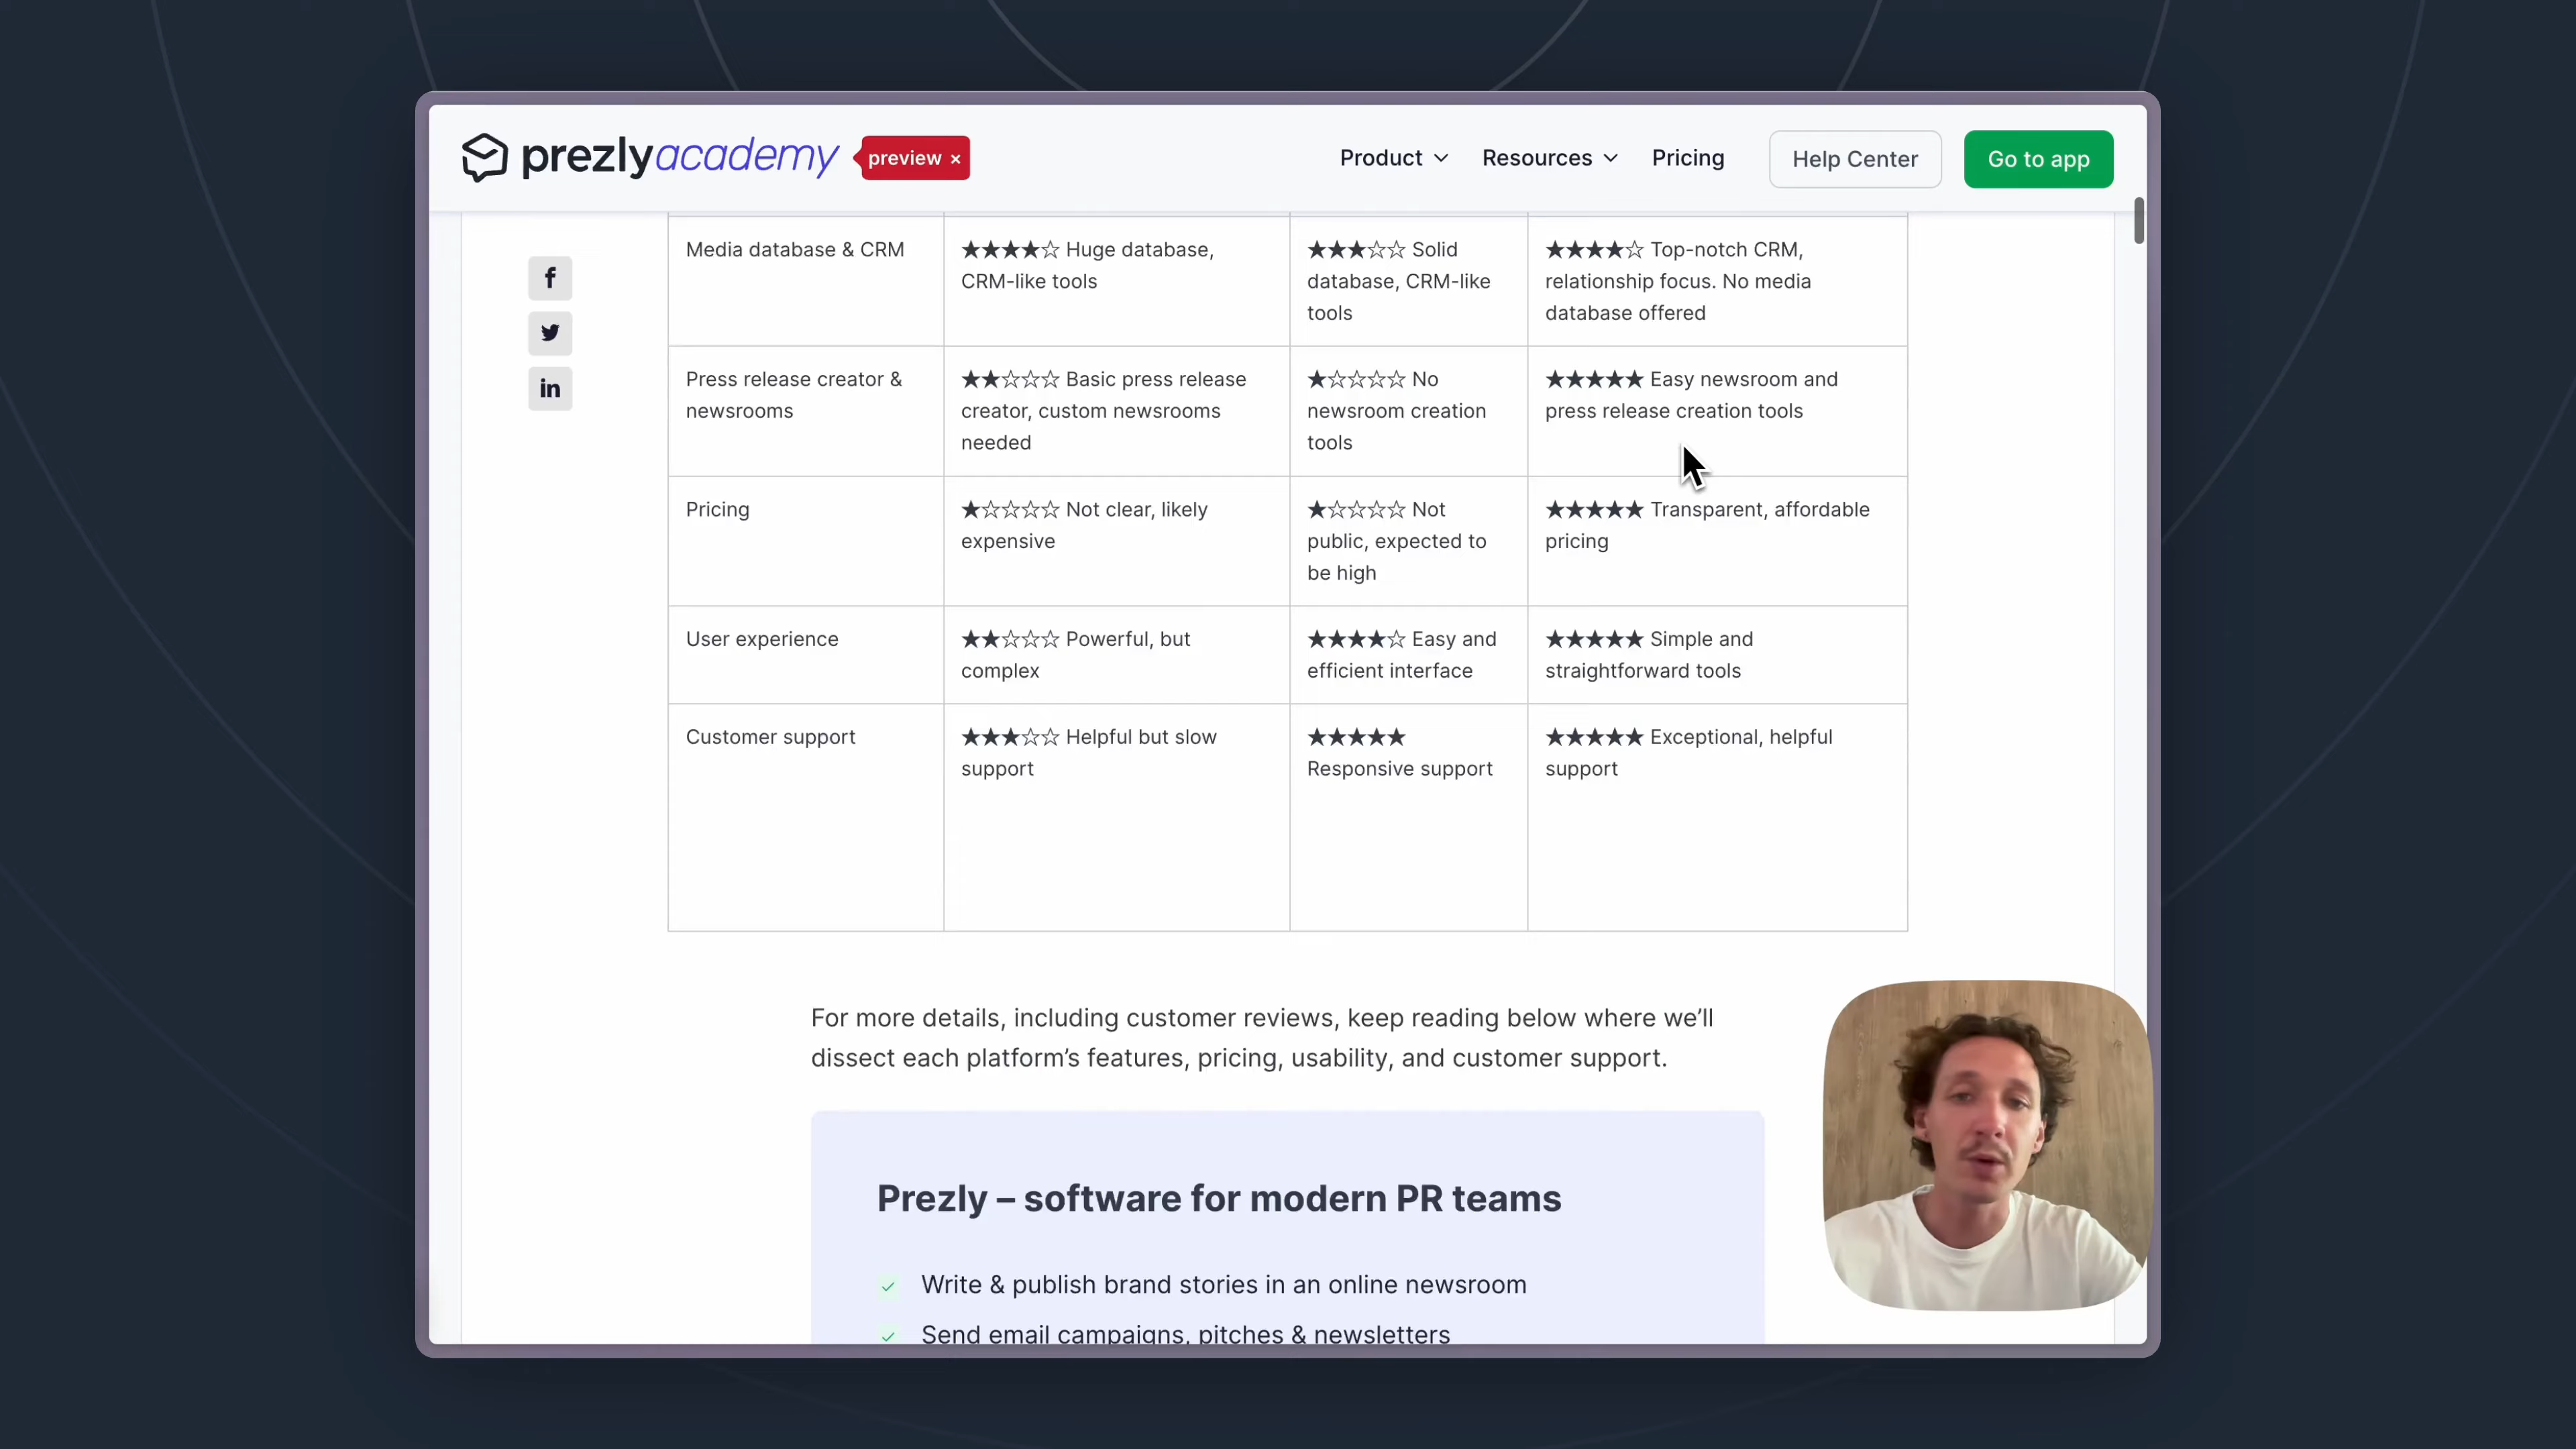 prezlyacademy
preview ×
Product
Resources
Pricing
Help Center
Go to app
f
in
Media database & CRM
★★★★☆ Huge database,
CRM-like tools
★★★☆☆ Solid
database, CRM-like
tools
★★★★☆ Top-notch CRM,
relationship focus. No media
database offered
Press release creator &
newsrooms
★★☆☆☆ Basic press release
creator, custom newsrooms
needed
★☆☆☆☆ No
newsroom creation
tools
★★★★★ Easy newsroom and
press release creation tools
Pricing
★☆☆☆☆ Not clear, likely
expensive
★☆☆☆☆ Not
public, expected to
be high
★★★★★ Transparent, affordable
pricing
User experience
★★☆☆☆ Powerful, but
complex
★★★★☆ Easy and
efficient interface
★★★★★ Simple and
straightforward tools
Customer support
★★★☆☆ Helpful but slow
support
★★★★★
Responsive support
★★★★★ Exceptional, helpful
support
For more details, including customer reviews, keep reading below where we’ll
dissect each platform’s features, pricing, usability, and customer support.
Prezly – software for modern PR teams
Write & publish brand stories in an online newsroom
Send email campaigns, pitches & newsletters